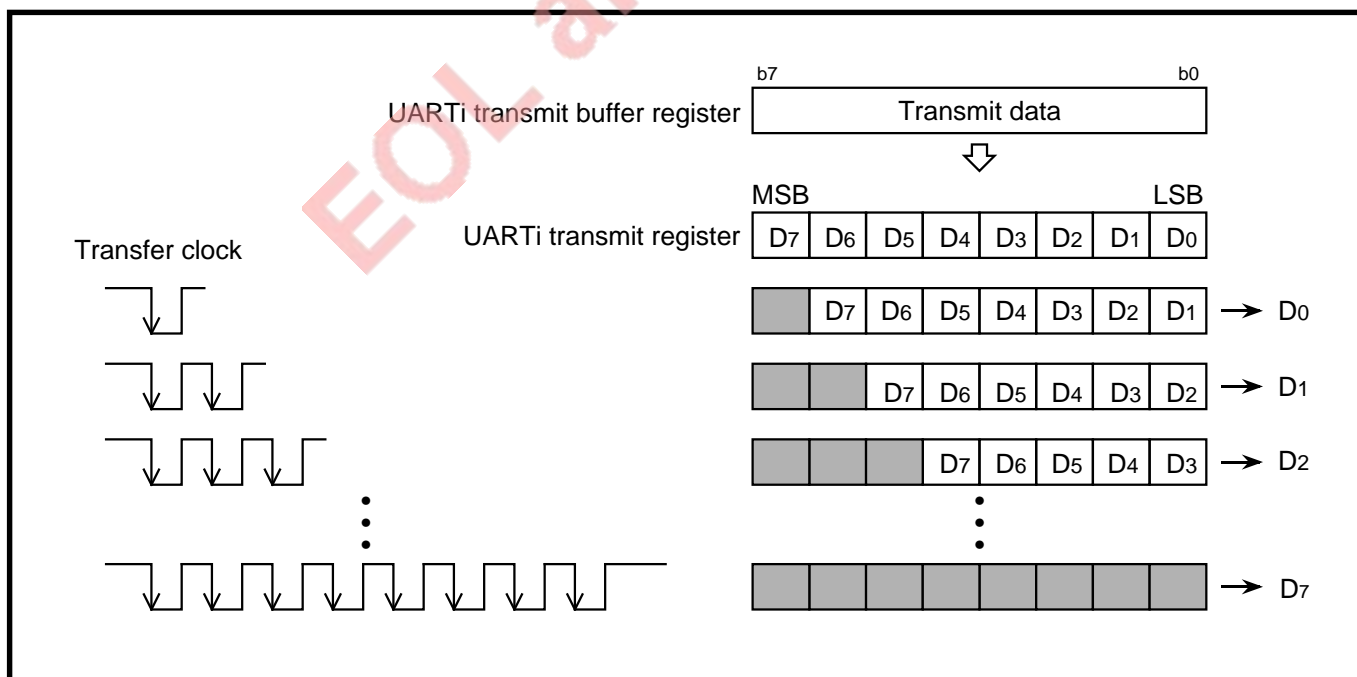 EOL a
b7 b0
UARTi transmit buffer register Transmit data
MSB LSB
UARTi transmit register D7 D6 D5 D4 D3 D2 D1 D0
Transfer clock
D7 D6 D5 D4 D3 D2 D1 D0
D7 D6 D5 D4 D3 D2 D1
D7 D6 D5 D4 D3 D2
D7